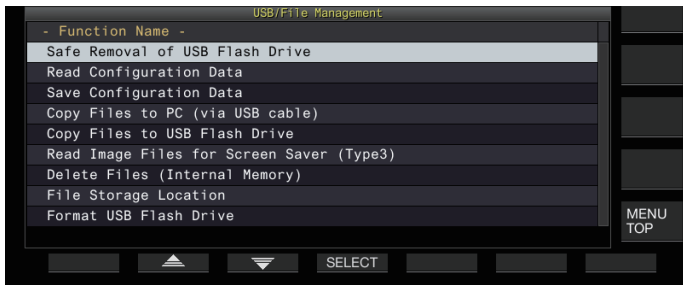 USB/File Management
- Function Name -
Safe Removal of USB Flash Drive
Read Configuration Data
Save Configuration Data
Copy Files to PC (via USB cable)
Copy Files to USB Flash Drive
Read Image Files for Screen Saver (Type3)
Delete Files (Internal Memory)
File Storage Location
Format USB Flash Drive
MENU
TOP
SELECT